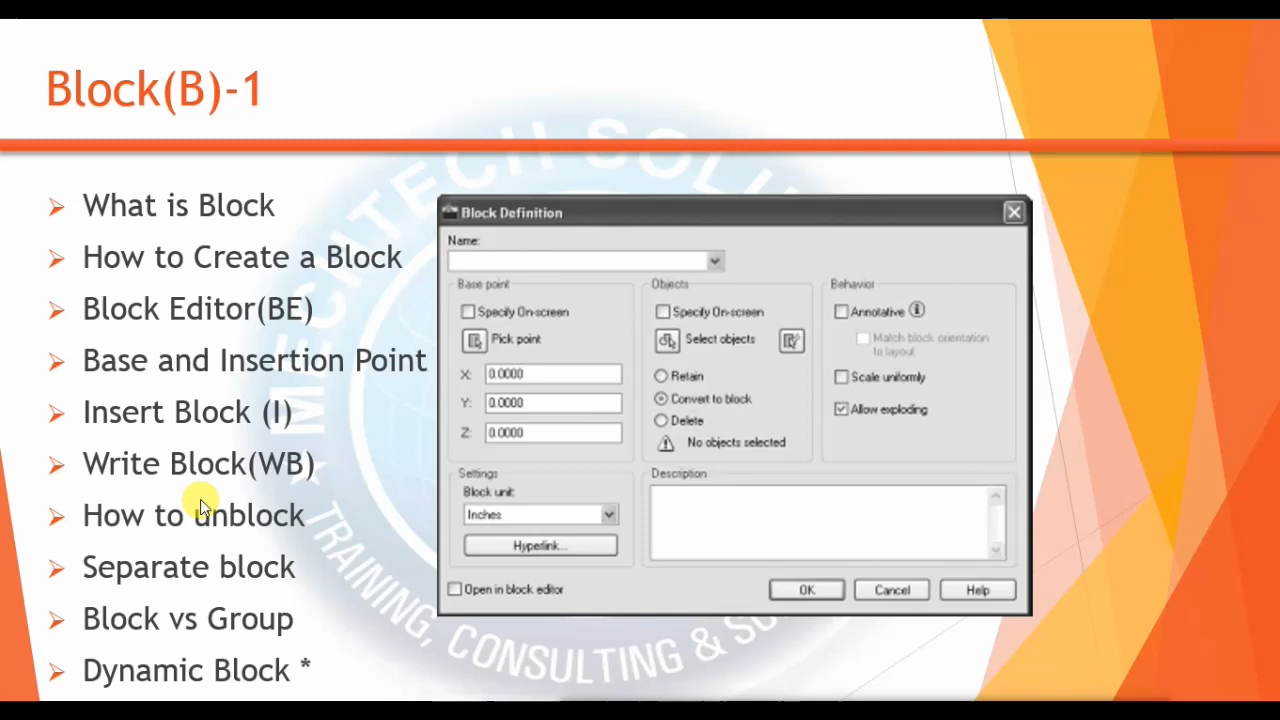 Block(B)-1
What is Block
How to Create a Block
Block Editor(BE)
Base and Insertion Point
Insert Block (I)
Write Block(WB)
How to unblock
Separate block
Block vs Group
Dynamic Block *
Block Definition
Name:
Base point
Specify On-screen
Pick point
X: 0.0000
Y: 0.0000
Z: 0.0000
Settings
Block unit:
Inches
Hyperlink...
Open in block editor
Objects
Specify On-screen
Select objects
Retain
Convert to block
Delete
No objects selected
Behavior
Annotative
Match block orientation
to layout
Scale uniformly
Allow exploding
Description
OK Cancel Help
MECITECH SOLU
TRAINING, CONSULTING & SO